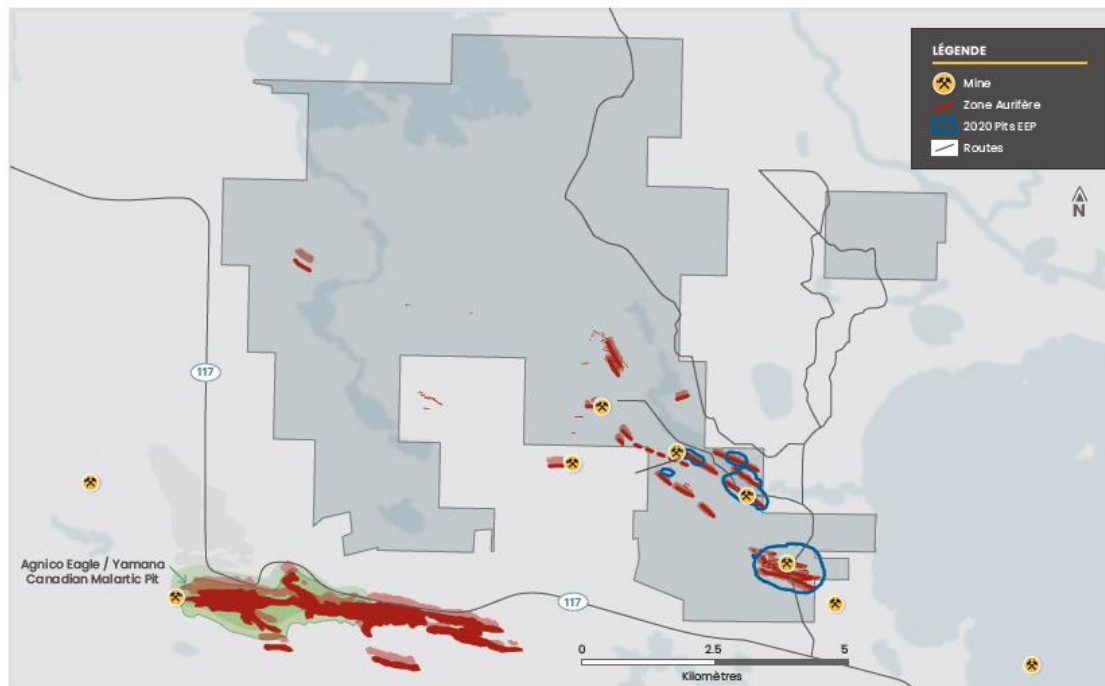 LÉGENDE
Mine
Zone Aurifère
2020 Pits EEP
Routes
N
117
Agnico Eagle / Yamana
Canadian Malartic Pit
117
0 2.5 5
Kilomètres